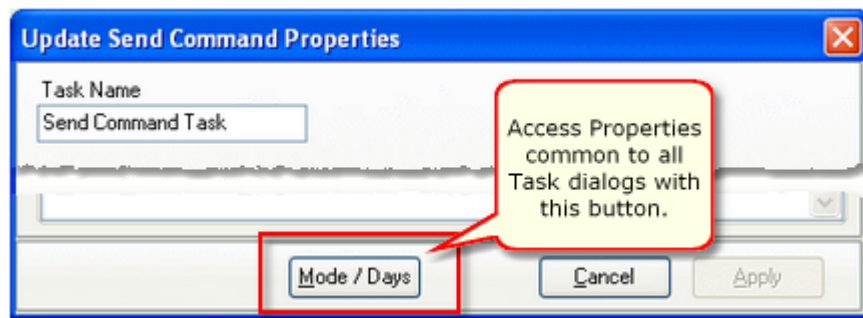 Update Send Command Properties
Task Name
Send Command Task
Access Properties
common to all
Task dialogs with
this button.
Mode / Days
Cancel
Apply